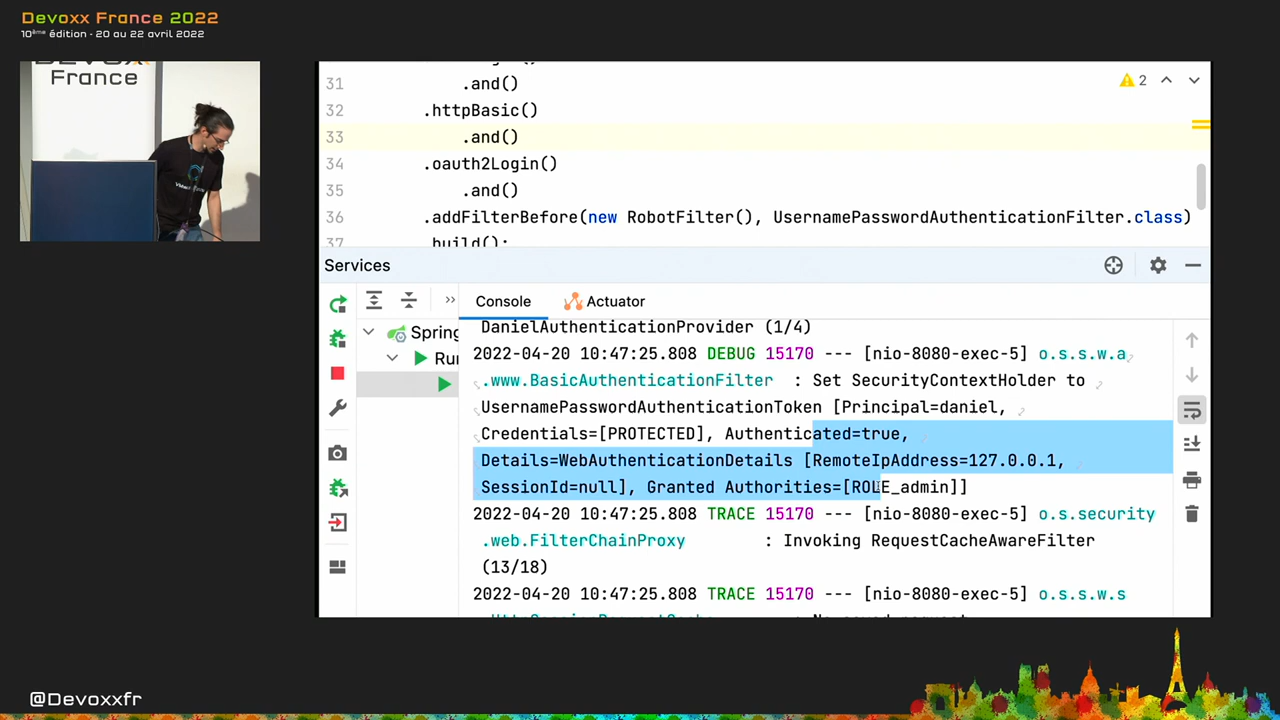 Devoxx France 2022
10ème édition - 20 au 22 avril 2022
France
31 .and()
32 .httpBasic()
33 .and()
34 .oauth2Login()
35 .and()
36 .addFilterBefore(new RobotFilter(), UsernamePasswordAuthenticationFilter.class)
37 .build();
2
Services
Console
Actuator
Spring
Run
DanielAuthenticationProvider (1/4)
2022-04-20 10:47:25.808 DEBUG 15170 --- [nio-8080-exec-5] o.s.s.w.a
.www.BasicAuthenticationFilter : Set SecurityContextHolder to
UsernamePasswordAuthenticationToken [Principal=daniel,
Credentials=[PROTECTED], Authenticated=true,
Details=WebAuthenticationDetails [RemoteIpAddress=127.0.0.1,
SessionId=null], Granted Authorities=[ROLE_admin]]
2022-04-20 10:47:25.808 TRACE 15170 --- [nio-8080-exec-5] o.s.security
.web.FilterChainProxy : Invoking RequestCacheAwareFilter
(13/18)
2022-04-20 10:47:25.808 TRACE 15170 --- [nio-8080-exec-5] o.s.s.w.s
@Devoxxfr